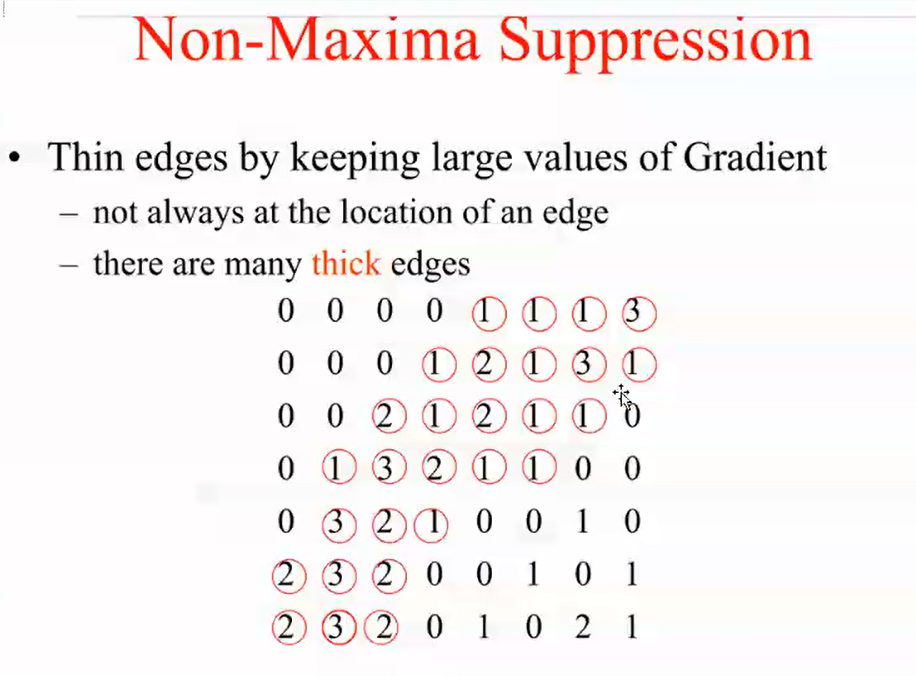 Non-Maxima Suppression
• Thin edges by keeping large values of Gradient
– not always at the location of an edge
– there are many thick edges
0 0 0 0 1 1 1 3
0 0 0 1 2 1 3 1
0 0 2 1 2 1 1 0
0 1 3 2 1 1 0 0
0 3 2 1 0 0 1 0
2 3 2 0 0 1 0 1
2 3 2 0 1 0 2 1